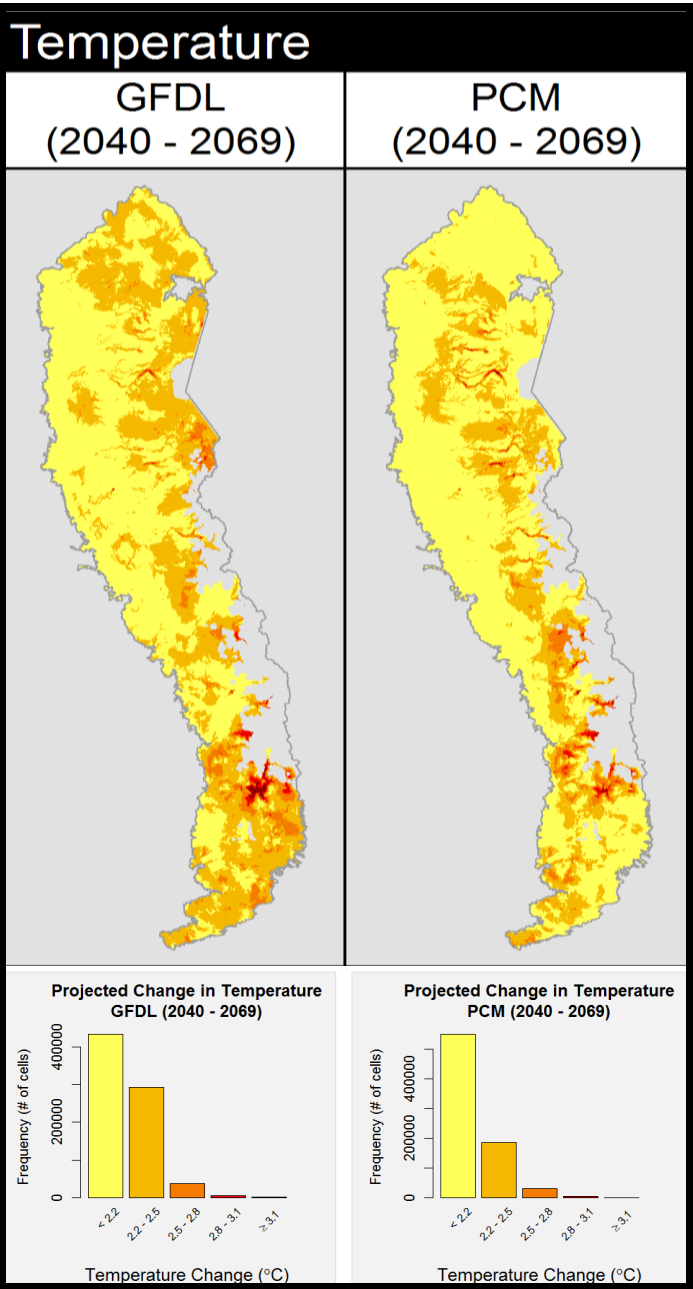 Temperature
GFDL
(2040 - 2069)
PCM
(2040 - 2069)
Projected Change in Temperature
GFDL (2040 - 2069)
Frequency (# of cells)
400000
200000
0
< 2.2
2.2 - 2.5
2.5 - 2.8
2.8 - 3.1
≥ 3.1
Temperature Change (°C)
Projected Change in Temperature
PCM (2040 - 2069)
Frequency (# of cells)
400000
200000
0
< 2.2
2.2 - 2.5
2.5 - 2.8
2.8 - 3.1
≥ 3.1
Temperature Change (°C)